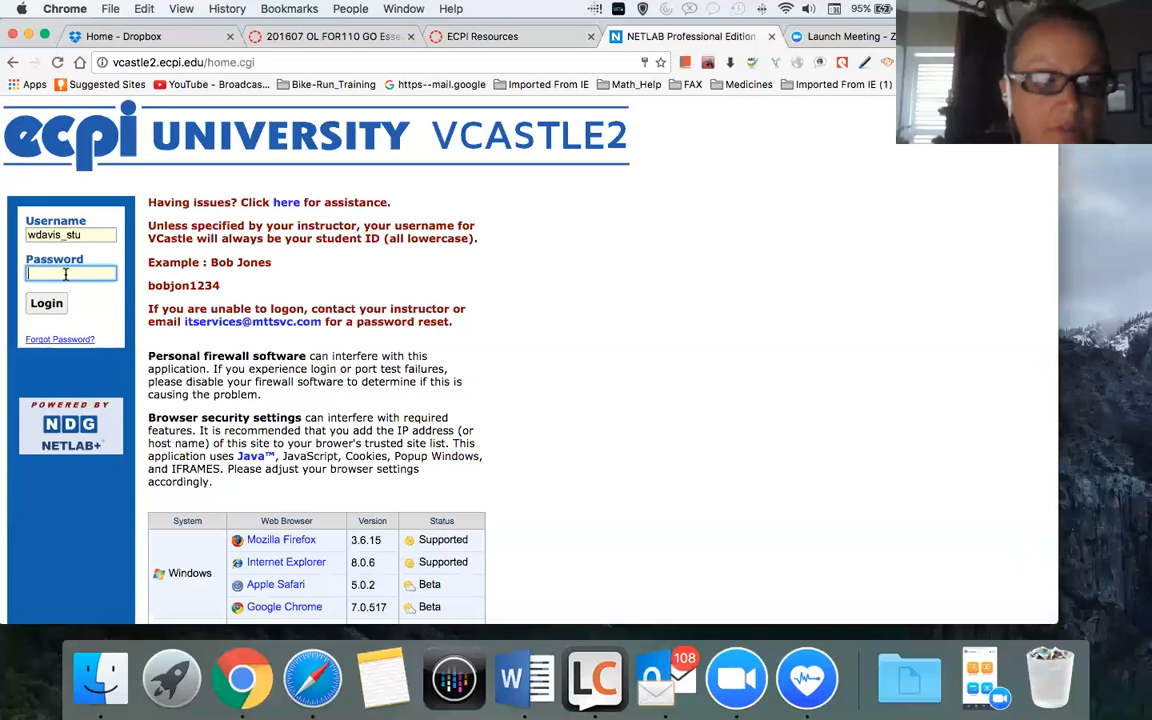 Chrome File Edit View History Bookmarks People Window Help 95%
Home - Dropbox 201607 OL FOR110 GO Esse ECPI Resources NETLAB Professional Edition Launch Meeting - Z
vcastle2.ecpi.edu/home.cgi
Suggested Sites YouTube - Broadcas... Bike-Run_Training https--mail.google Imported From IE Math_Help FAX Medicines Imported From IE (1)
ecpi UNIVERSITY VCASTLE2
Username
wdavis_stu
Password
Login
Forgot Password?
POWERED BY
NDG
NETLAB+
Having issues? Click here for assistance.
Unless specified by your instructor, your username for
VCastle will always be your student ID (all lowercase).
Example : Bob Jones
bobjon1234
If you are unable to logon, contact your instructor or
email itservices@mttsvc.com for a password reset.
Personal firewall software can interfere with this
application. If you experience login or port test failures,
please disable your firewall software to determine if this is
causing the problem.
Browser security settings can interfere with required
features. It is recommended that you add the IP address (or
host name) of this site to your brower's trusted site list. This
application uses Java™, JavaScript, Cookies, Popup Windows,
and IFRAMES. Please adjust your browser settings
accordingly.
System Web Browser Version Status
Windows
Mozilla Firefox 3.6.15 Supported
Internet Explorer 8.0.6 Supported
Apple Safari 5.0.2 Beta
Google Chrome 7.0.517 Beta
W LC 108